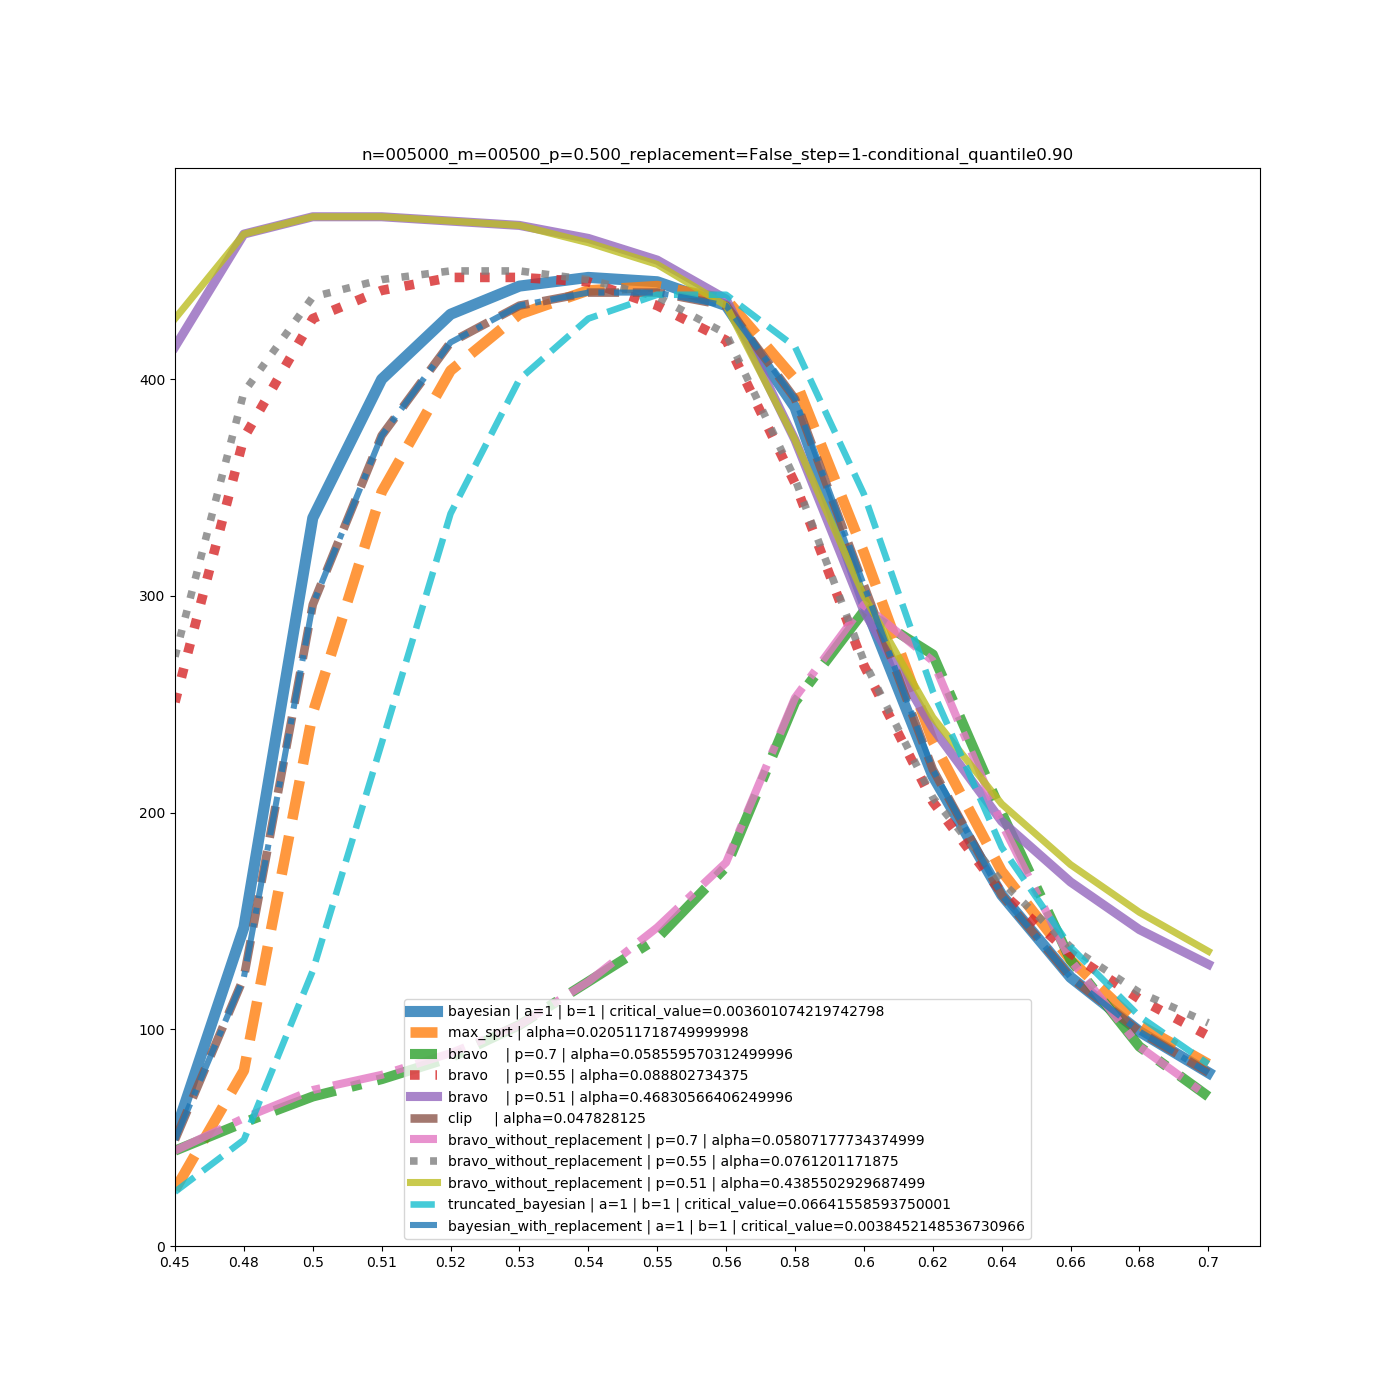 n=005000_m=00500_p=0.500_replacement=False_step=1-conditional_quantile0.90
400
300
200
100
0
bayesian | a=1 | b=1 | critical_value=0.003601074219742798
max_sprt | alpha=0.020511718749999998
bravo | p=0.7 | alpha=0.058559570312499996
bravo | p=0.55 | alpha=0.088802734375
bravo | p=0.51 | alpha=0.46830566406249996
clip | alpha=0.047828125
bravo_without_replacement | p=0.7 | alpha=0.05807177734374999
bravo_without_replacement | p=0.55 | alpha=0.0761201171875
bravo_without_replacement | p=0.51 | alpha=0.4385502929687499
truncated_bayesian | a=1 | b=1 | critical_value=0.06641558593750001
bayesian_with_replacement | a=1 | b=1 | critical_value=0.0038452148536730966
0.45 0.48 0.5 0.51 0.52 0.53 0.54 0.55 0.56 0.58 0.6 0.62 0.64 0.66 0.68 0.7